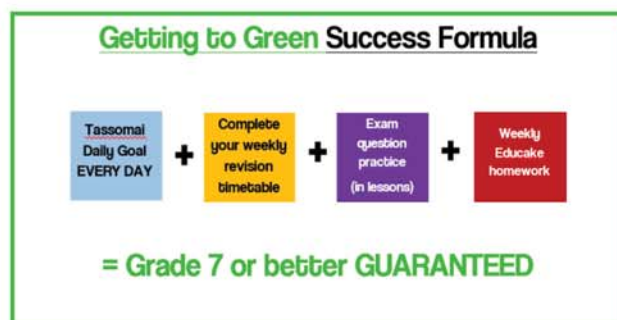 Getting to Green Success Formula
Tassomai
Daily Goal
EVERY DAY
+
Complete
your weekly
revision
timetable
+
Exam
question
practice
(in lessons)
+
Weekly
Educake
homework
= Grade 7 or better GUARANTEED